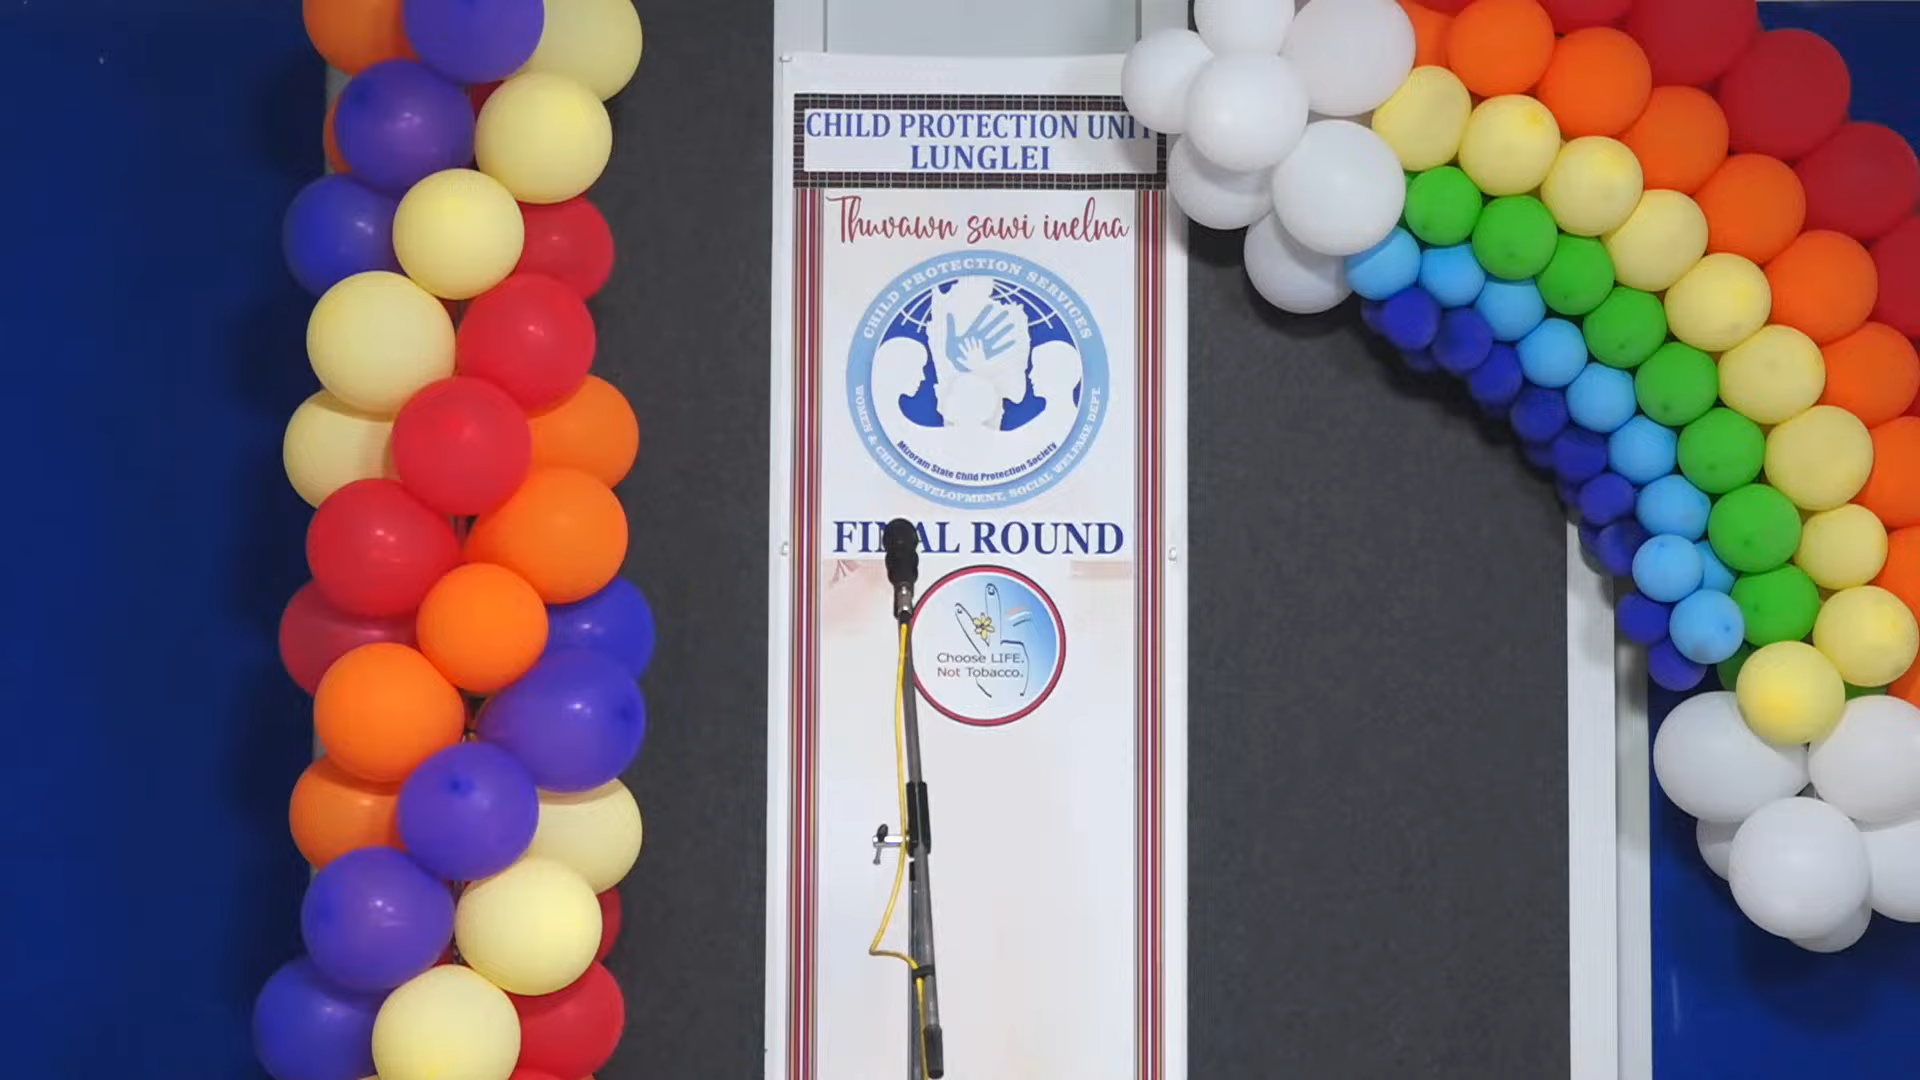 CHILD PROTECTION UNIT
LUNGLEI
Thuvawn sawi inelna
CHILD PROTECTION SERVICES
Mizoram State Child Protection Society
WOMEN & CHILD DEVELOPMENT, SOCIAL WELFARE DEPT.
FINAL ROUND
Choose LIFE.
Not Tobacco.